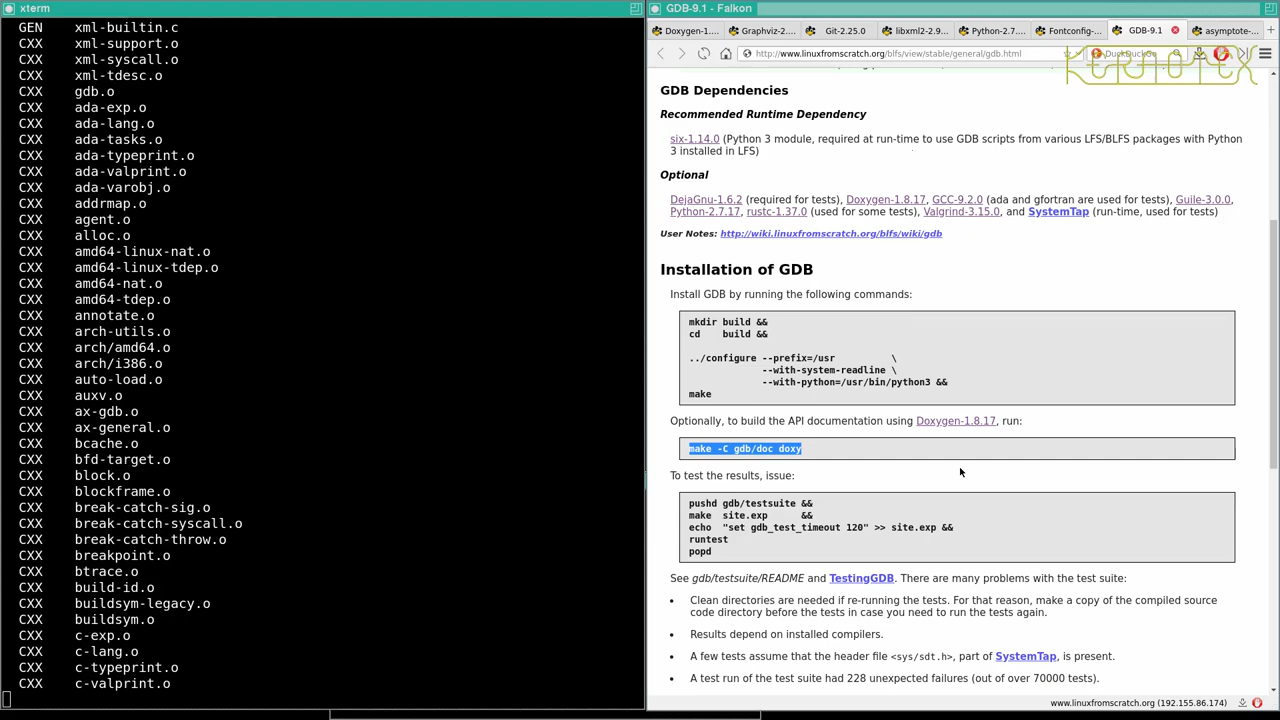 xterm
GEN    xml-builtin.c
CXX    xml-support.o
CXX    xml-syscall.o
CXX    xml-tdesc.o
CXX    gdb.o
CXX    ada-exp.o
CXX    ada-lang.o
CXX    ada-tasks.o
CXX    ada-typeprint.o
CXX    ada-valprint.o
CXX    ada-varobj.o
CXX    addrmap.o
CXX    agent.o
CXX    alloc.o
CXX    amd64-linux-nat.o
CXX    amd64-linux-tdep.o
CXX    amd64-nat.o
CXX    amd64-tdep.o
CXX    annotate.o
CXX    arch-utils.o
CXX    arch/amd64.o
CXX    arch/i386.o
CXX    auto-load.o
CXX    auxv.o
CXX    ax-gdb.o
CXX    ax-general.o
CXX    bcache.o
CXX    bfd-target.o
CXX    block.o
CXX    blockframe.o
CXX    break-catch-sig.o
CXX    break-catch-syscall.o
CXX    break-catch-throw.o
CXX    breakpoint.o
CXX    btrace.o
CXX    build-id.o
CXX    buildsym-legacy.o
CXX    buildsym.o
CXX    c-exp.o
CXX    c-lang.o
CXX    c-typeprint.o
CXX    c-valprint.o
GDB-9.1 - Falkon
Doxygen-1.... Graphviz-2.... Git-2.25.0 libxml2-2.9... Python-2.7.... Fontconfig-... GDB-9.1 asymptote-...
http://www.linuxfromscratch.org/blfs/view/stable/general/gdb.html DuckDuckGo
KERNOTEX
GDB Dependencies
Recommended Runtime Dependency
six-1.14.0 (Python 3 module, required at run-time to use GDB scripts from various LFS/BLFS packages with Python
3 installed in LFS)
Optional
DejaGnu-1.6.2 (required for tests), Doxygen-1.8.17, GCC-9.2.0 (ada and gfortran are used for tests), Guile-3.0.0,
Python-2.7.17, rustc-1.37.0 (used for some tests), Valgrind-3.15.0, and SystemTap (run-time, used for tests)
User Notes: http://wiki.linuxfromscratch.org/blfs/wiki/gdb
Installation of GDB
Install GDB by running the following commands:
mkdir build &&
cd    build &&
../configure --prefix=/usr          \
             --with-system-readline \
             --with-python=/usr/bin/python3 &&
make
Optionally, to build the API documentation using Doxygen-1.8.17, run:
make -C gdb/doc doxy
To test the results, issue:
pushd gdb/testsuite &&
make  site.exp      &&
echo  "set gdb_test_timeout 120" >> site.exp &&
runtest
popd
See gdb/testsuite/README and TestingGDB. There are many problems with the test suite:
• Clean directories are needed if re-running the tests. For that reason, make a copy of the compiled source
code directory before the tests in case you need to run the tests again.
• Results depend on installed compilers.
• A few tests assume that the header file <sys/sdt.h>, part of SystemTap, is present.
• A test run of the test suite had 228 unexpected failures (out of over 70000 tests).
www.linuxfromscratch.org (192.155.86.174)